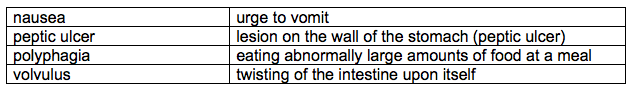 nausea urge to vomit
peptic ulcer lesion on the wall of the stomach (peptic ulcer)
polyphagia eating abnormally large amounts of food at a meal
volvulus twisting of the intestine upon itself